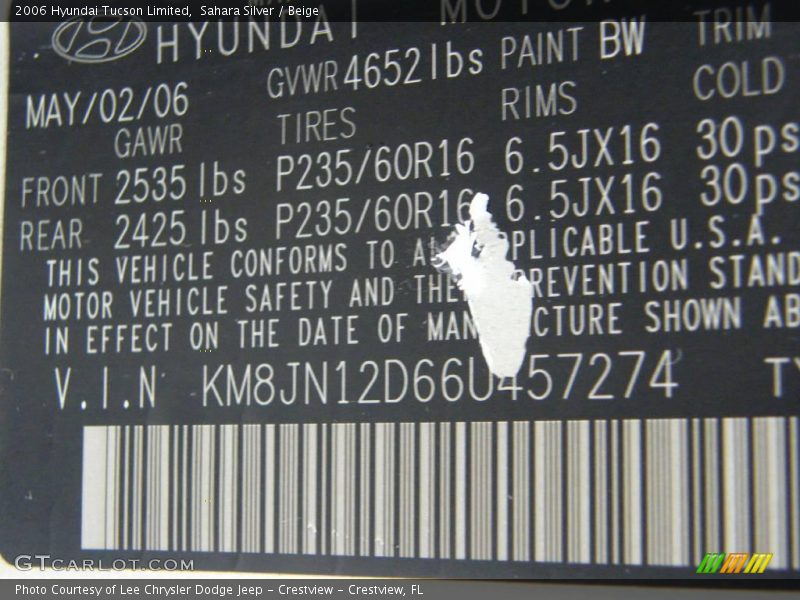 2006 Hyundai Tucson Limited, Sahara Silver / Beige
HYUNDAI MOTOR
MAY/02/06 GVWR 4652lbs PAINT BW TRIM
GAWR TIRES RIMS COLD
FRONT 2535 lbs P235/60R16 6.5JX16 30 ps
REAR 2425 lbs P235/60R16 6.5JX16 30 ps
THIS VEHICLE CONFORMS TO A PLICABLE U.S.A.
MOTOR VEHICLE SAFETY AND THE REVENTION STAND
IN EFFECT ON THE DATE OF MAN CTURE SHOWN AB
V.I.N KM8JN12D66U457274 TY
GTCARLOT.COM
Photo Courtesy of Lee Chrysler Dodge Jeep – Crestview – Crestview, FL